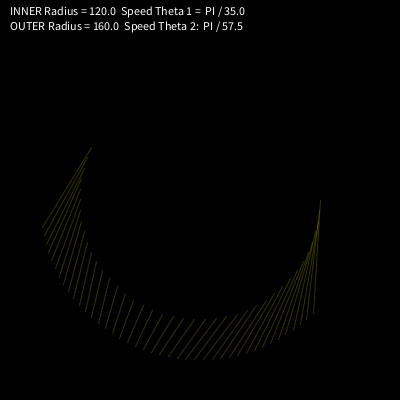 INNER Radius = 120.0  Speed Theta 1 =  PI / 35.0
OUTER Radius = 160.0  Speed Theta 2:  PI / 57.5